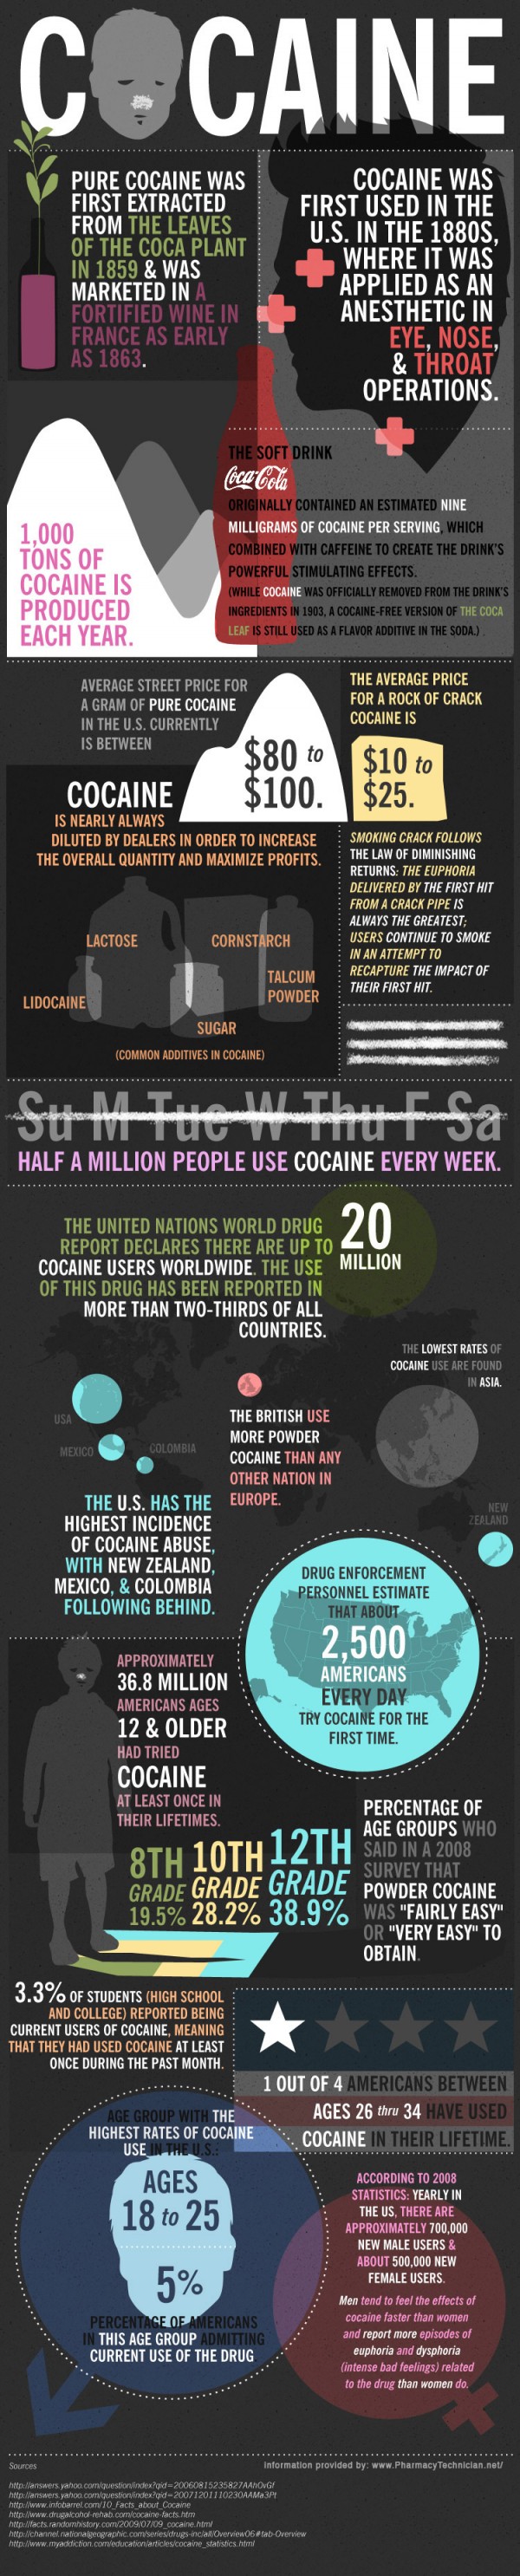 COCAINE
PURE COCAINE WAS
FIRST EXTRACTED
FROM THE LEAVES
OF THE COCA PLANT
IN 1859 & WAS
MARKETED IN A
FORTIFIED WINE IN
FRANCE AS EARLY
AS 1863.
COCAINE WAS
FIRST USED IN THE
U.S. IN THE 1880S,
WHERE IT WAS
APPLIED AS AN
ANESTHETIC IN
EYE, NOSE,
& THROAT
OPERATIONS.
THE SOFT DRINK
Coca-Cola
ORIGINALLY CONTAINED AN ESTIMATED NINE
MILLIGRAMS OF COCAINE PER SERVING, WHICH
COMBINED WITH CAFFEINE TO CREATE THE DRINK'S
POWERFUL STIMULATING EFFECTS.
(WHILE COCAINE WAS OFFICIALLY REMOVED FROM THE DRINK'S
INGREDIENTS IN 1903, A COCAINE-FREE VERSION OF THE COCA
LEAF IS STILL USED AS A FLAVOR ADDITIVE IN THE SODA.)
1,000
TONS OF
COCAINE IS
PRODUCED
EACH YEAR.
AVERAGE STREET PRICE FOR
A GRAM OF PURE COCAINE
IN THE U.S. CURRENTLY
IS BETWEEN
$80 to
$100.
THE AVERAGE PRICE
FOR A ROCK OF CRACK
COCAINE IS
$10 to
$25.
COCAINE
IS NEARLY ALWAYS
DILUTED BY DEALERS IN ORDER TO INCREASE
THE OVERALL QUANTITY AND MAXIMIZE PROFITS.
LACTOSE
CORNSTARCH
TALCUM
POWDER
LIDOCAINE
SUGAR
(COMMON ADDITIVES IN COCAINE)
SMOKING CRACK FOLLOWS
THE LAW OF DIMINISHING
RETURNS: THE EUPHORIA
DELIVERED BY THE FIRST HIT
FROM A CRACK PIPE IS
ALWAYS THE GREATEST;
USERS CONTINUE TO SMOKE
IN AN ATTEMPT TO
RECAPTURE THE IMPACT OF
THEIR FIRST HIT.
Su M Tue W Thu F Sa
HALF A MILLION PEOPLE USE COCAINE EVERY WEEK.
THE UNITED NATIONS WORLD DRUG
REPORT DECLARES THERE ARE UP TO 20 MILLION
COCAINE USERS WORLDWIDE. THE USE
OF THIS DRUG HAS BEEN REPORTED IN
MORE THAN TWO-THIRDS OF ALL
COUNTRIES.
THE LOWEST RATES OF
COCAINE USE ARE FOUND
IN ASIA.
USA
MEXICO
COLOMBIA
THE BRITISH USE
MORE POWDER
COCAINE THAN ANY
OTHER NATION IN
EUROPE.
NEW
ZEALAND
THE U.S. HAS THE
HIGHEST INCIDENCE
OF COCAINE ABUSE,
WITH NEW ZEALAND,
MEXICO, & COLOMBIA
FOLLOWING BEHIND.
DRUG ENFORCEMENT
PERSONNEL ESTIMATE
THAT ABOUT
2,500
AMERICANS
EVERY DAY
TRY COCAINE FOR THE
FIRST TIME.
APPROXIMATELY
36.8 MILLION
AMERICANS AGES
12 & OLDER
HAD TRIED
COCAINE
AT LEAST ONCE IN
THEIR LIFETIMES.
8TH GRADE 19.5%
10TH GRADE 28.2%
12TH GRADE 38.9%
PERCENTAGE OF
AGE GROUPS WHO
SAID IN A 2008
SURVEY THAT
POWDER COCAINE
WAS "FAIRLY EASY"
OR "VERY EASY" TO
OBTAIN.
3.3% OF STUDENTS (HIGH SCHOOL
AND COLLEGE) REPORTED BEING
CURRENT USERS OF COCAINE, MEANING
THAT THEY HAD USED COCAINE AT LEAST
ONCE DURING THE PAST MONTH.
1 OUT OF 4 AMERICANS BETWEEN
AGES 26 thru 34 HAVE USED
COCAINE IN THEIR LIFETIME.
AGE GROUP WITH THE
HIGHEST RATES OF COCAINE
USE IN THE U.S.:
AGES
18 to 25
5%
PERCENTAGE OF AMERICANS
IN THIS AGE GROUP ADMITTING
CURRENT USE OF THE DRUG
ACCORDING TO 2008
STATISTICS: YEARLY IN
THE US, THERE ARE
APPROXIMATELY 700,000
NEW MALE USERS &
ABOUT 500,000 NEW
FEMALE USERS.
Men tend to feel the effects of
cocaine faster than women
and report more episodes of
euphoria and dysphoria
(intense bad feelings) related
to the drug than women do.
Sources
Information provided by: www.PharmacyTechnician.net/
http://answers.yahoo.com/question/index?qid=20060815235827AAhOvGf
http://answers.yahoo.com/question/index?qid=20071201110230AAMa3Pt
http://www.infobarrel.com/10_Facts_about_Cocaine
http://www.drugalcohol-rehab.com/cocaine-facts.htm
http://facts.randomhistory.com/2009/07/09_cocaine.html
http://channel.nationalgeographic.com/series/drugs-inc/all/Overview06#tab-Overview
http://www.myaddiction.com/education/articles/cocaine_statistics.html